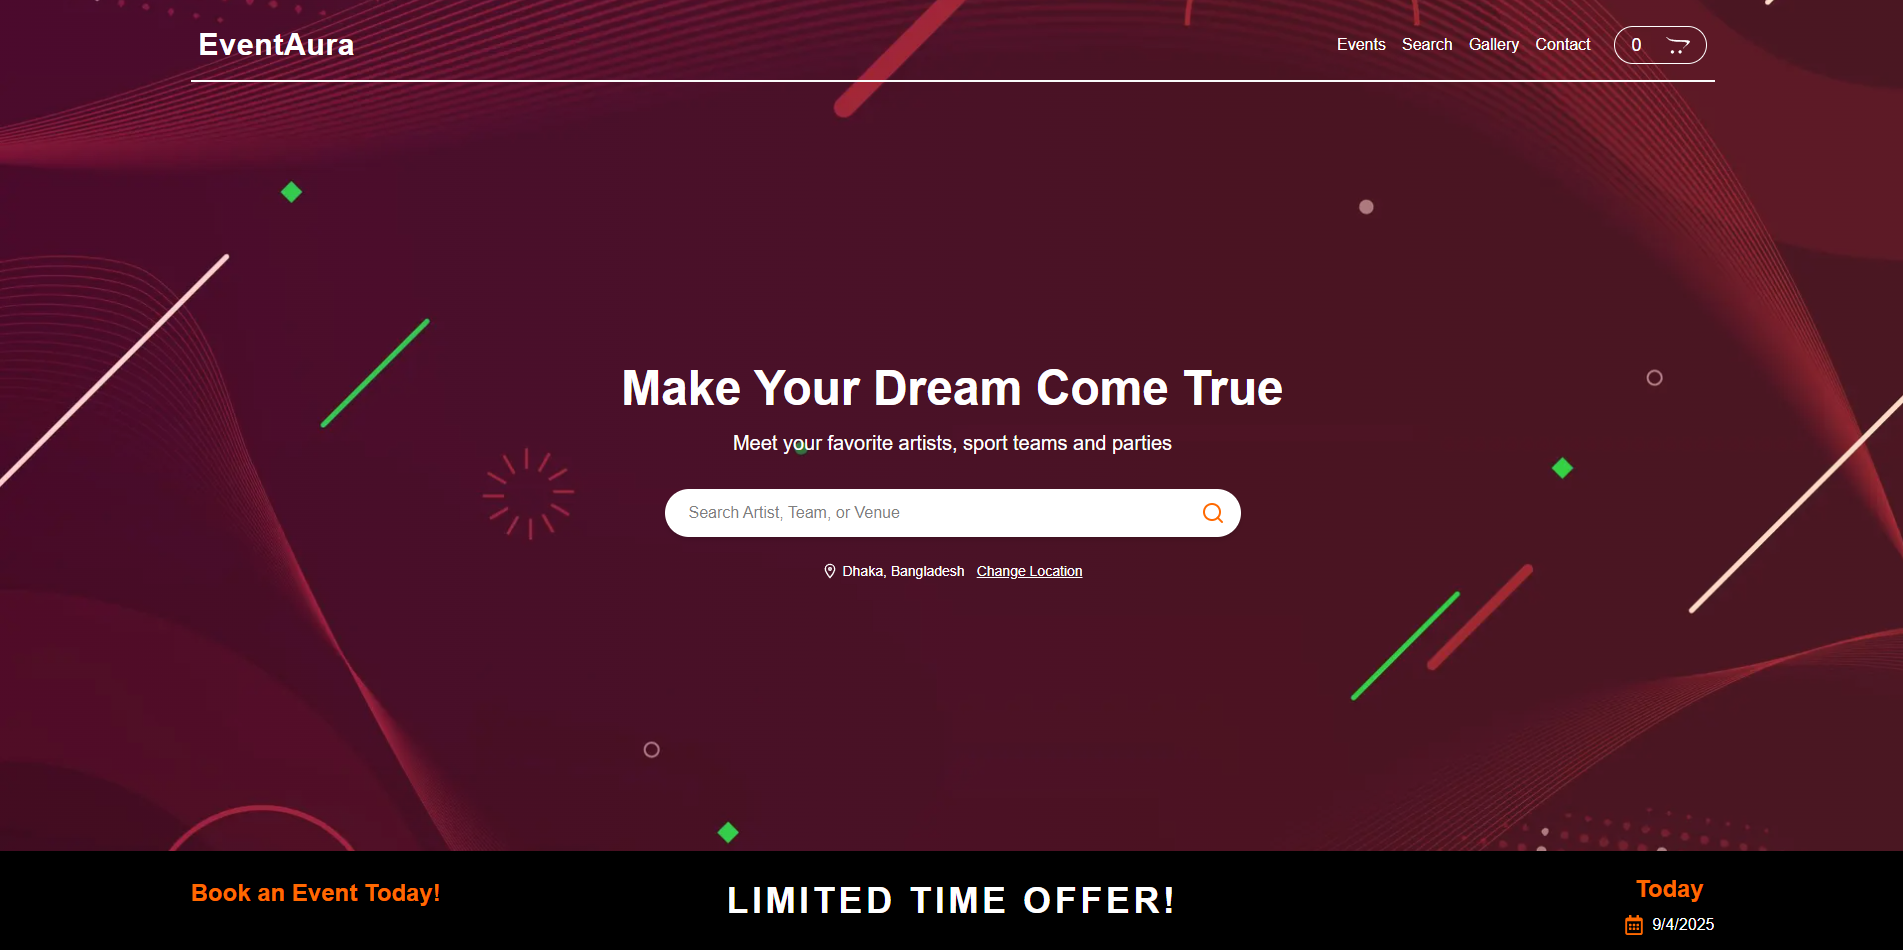 EventAura
Events Search Gallery Contact 0
Make Your Dream Come True
Meet your favorite artists, sport teams and parties
Search Artist, Team, or Venue
Dhaka, Bangladesh Change Location
Book an Event Today!
LIMITED TIME OFFER!
Today
9/4/2025